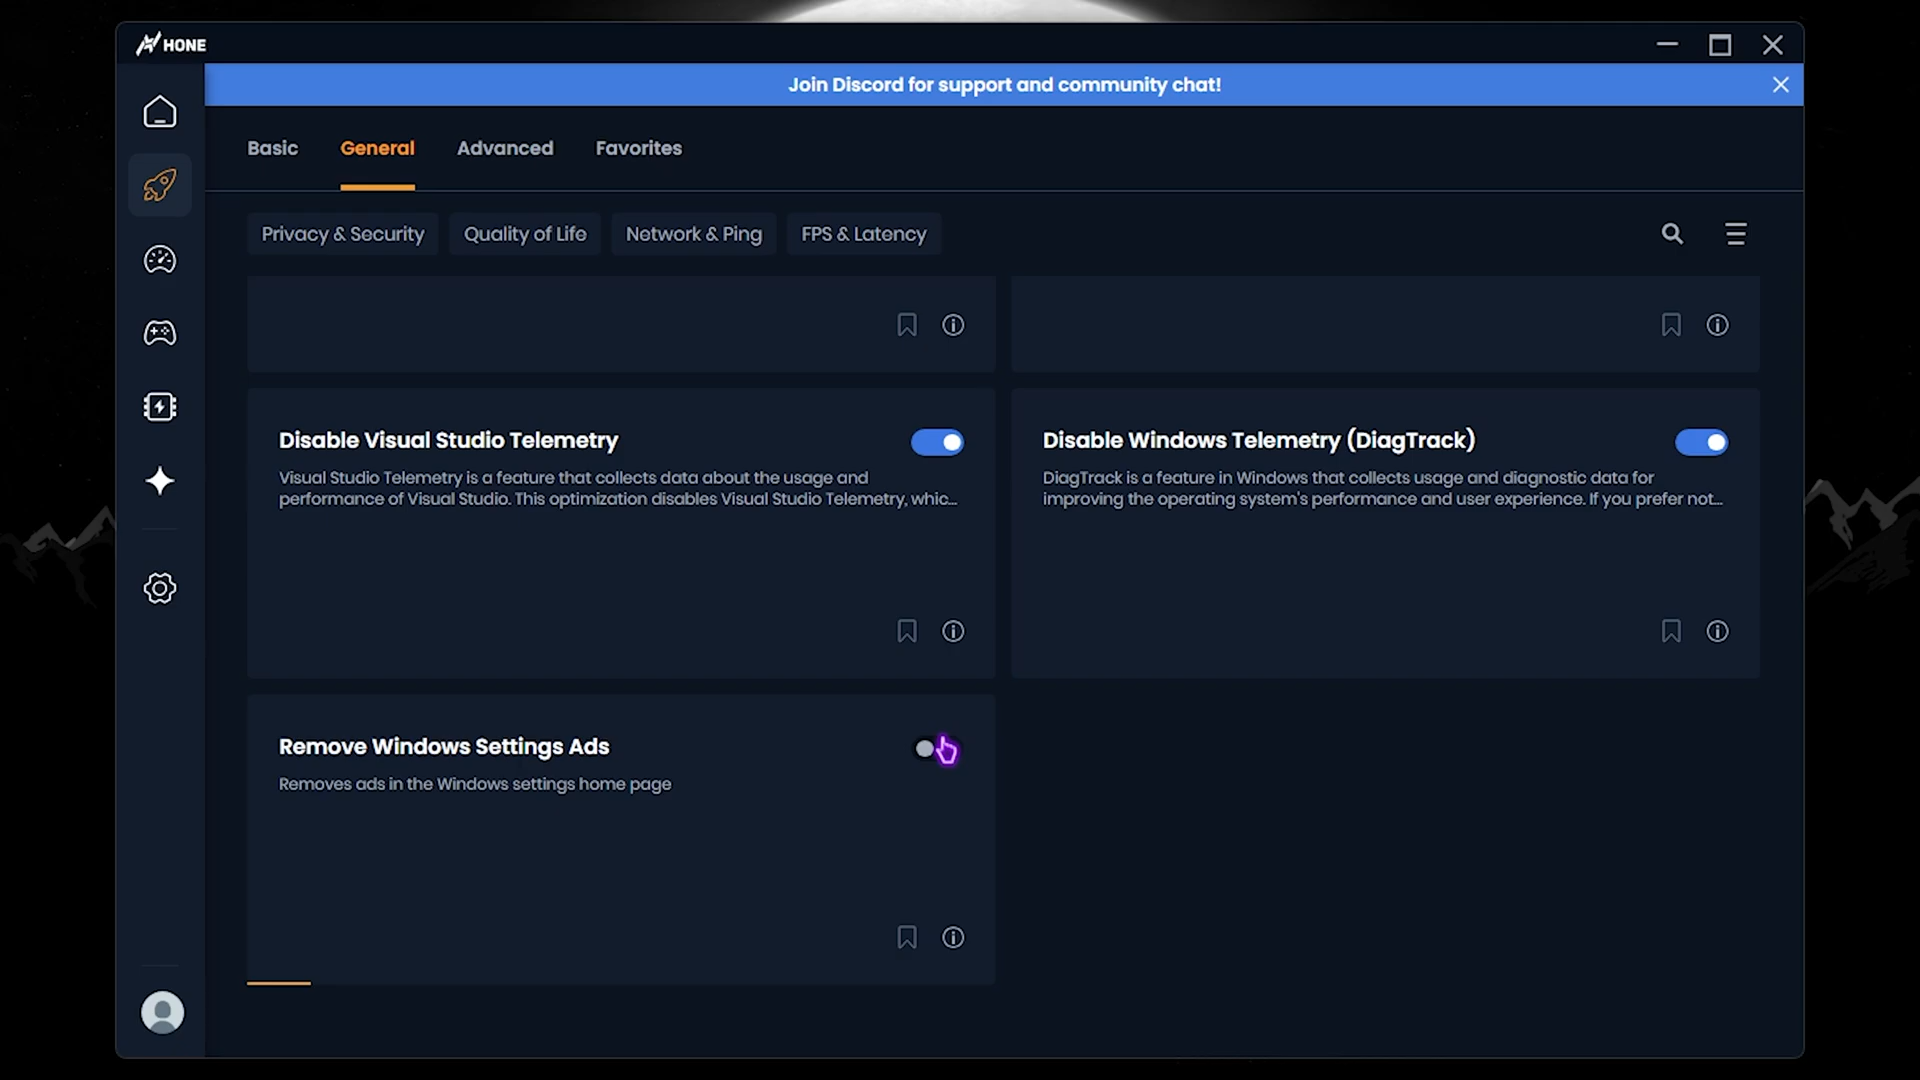 HONE
Join Discord for support and community chat!
Basic
General
Advanced
Favorites
Privacy & Security
Quality of Life
Network & Ping
FPS & Latency
Disable Visual Studio Telemetry
Visual Studio Telemetry is a feature that collects data about the usage and
performance of Visual Studio. This optimization disables Visual Studio Telemetry, whic...
Disable Windows Telemetry (DiagTrack)
DiagTrack is a feature in Windows that collects usage and diagnostic data for
improving the operating system's performance and user experience. If you prefer not...
Remove Windows Settings Ads
Removes ads in the Windows settings home page